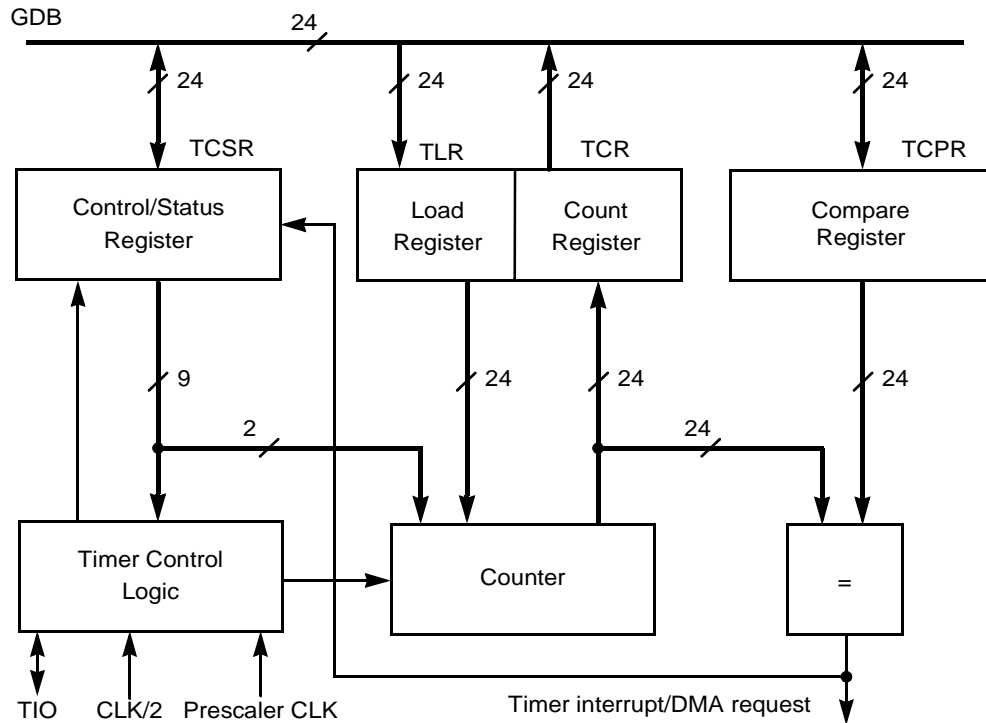 GDB
24
24
24
24
24
TCSR
TLR
TCR
TCPR
Control/Status
Register
Load
Register
Count
Register
Compare
Register
9
24
24
24
2
24
Timer Control
Logic
Counter
=
TIO
CLK/2
Prescaler CLK
Timer interrupt/DMA request